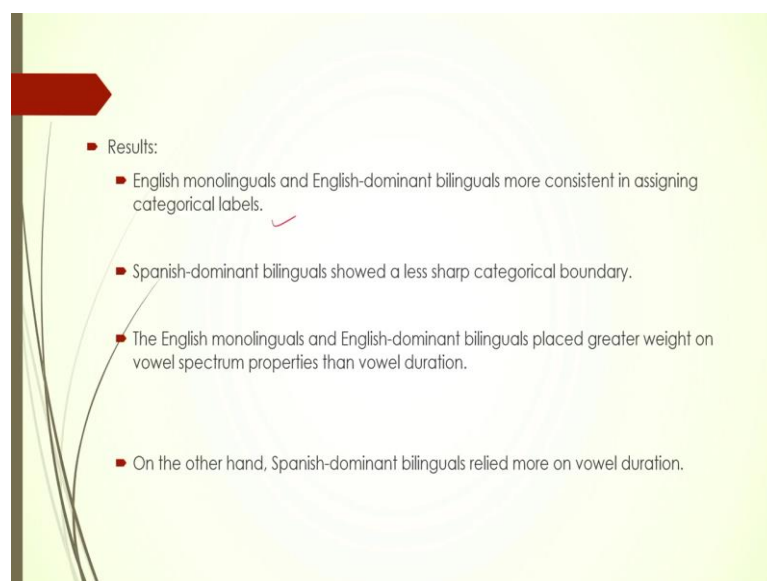 Results:
English monolinguals and English-dominant bilinguals more consistent in assigning
categorical labels.
Spanish-dominant bilinguals showed a less sharp categorical boundary.
The English monolinguals and English-dominant bilinguals placed greater weight on
vowel spectrum properties than vowel duration.
On the other hand, Spanish-dominant bilinguals relied more on vowel duration.